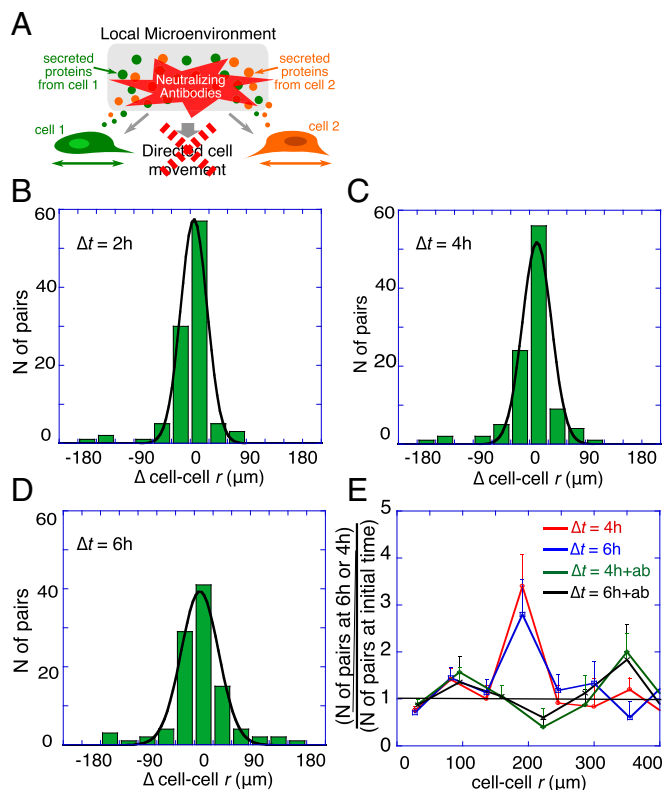 A
Local Microenvironment
secreted
proteins
from cell 1
Neutralizing
Antibodies
secreted
proteins
from cell 2
cell 1
cell 2
Directed cell
movement
B
60
40
20
0
N of pairs
Δt = 2h
-180 -90 0 90 180
Δ cell-cell r (µm)
C
60
40
20
0
N of pairs
Δt = 4h
-180 -90 0 90 180
Δ cell-cell r (µm)
D
60
40
20
0
N of pairs
Δt = 6h
-180 -90 0 90 180
Δ cell-cell r (µm)
E
(N of pairs at 6h or 4h)
(N of pairs at initial time)
5
4
3
2
1
0
Δt = 4h
Δt = 6h
Δt = 4h+ab
Δt = 6h+ab
0 100 200 300 400
cell-cell r (µm)